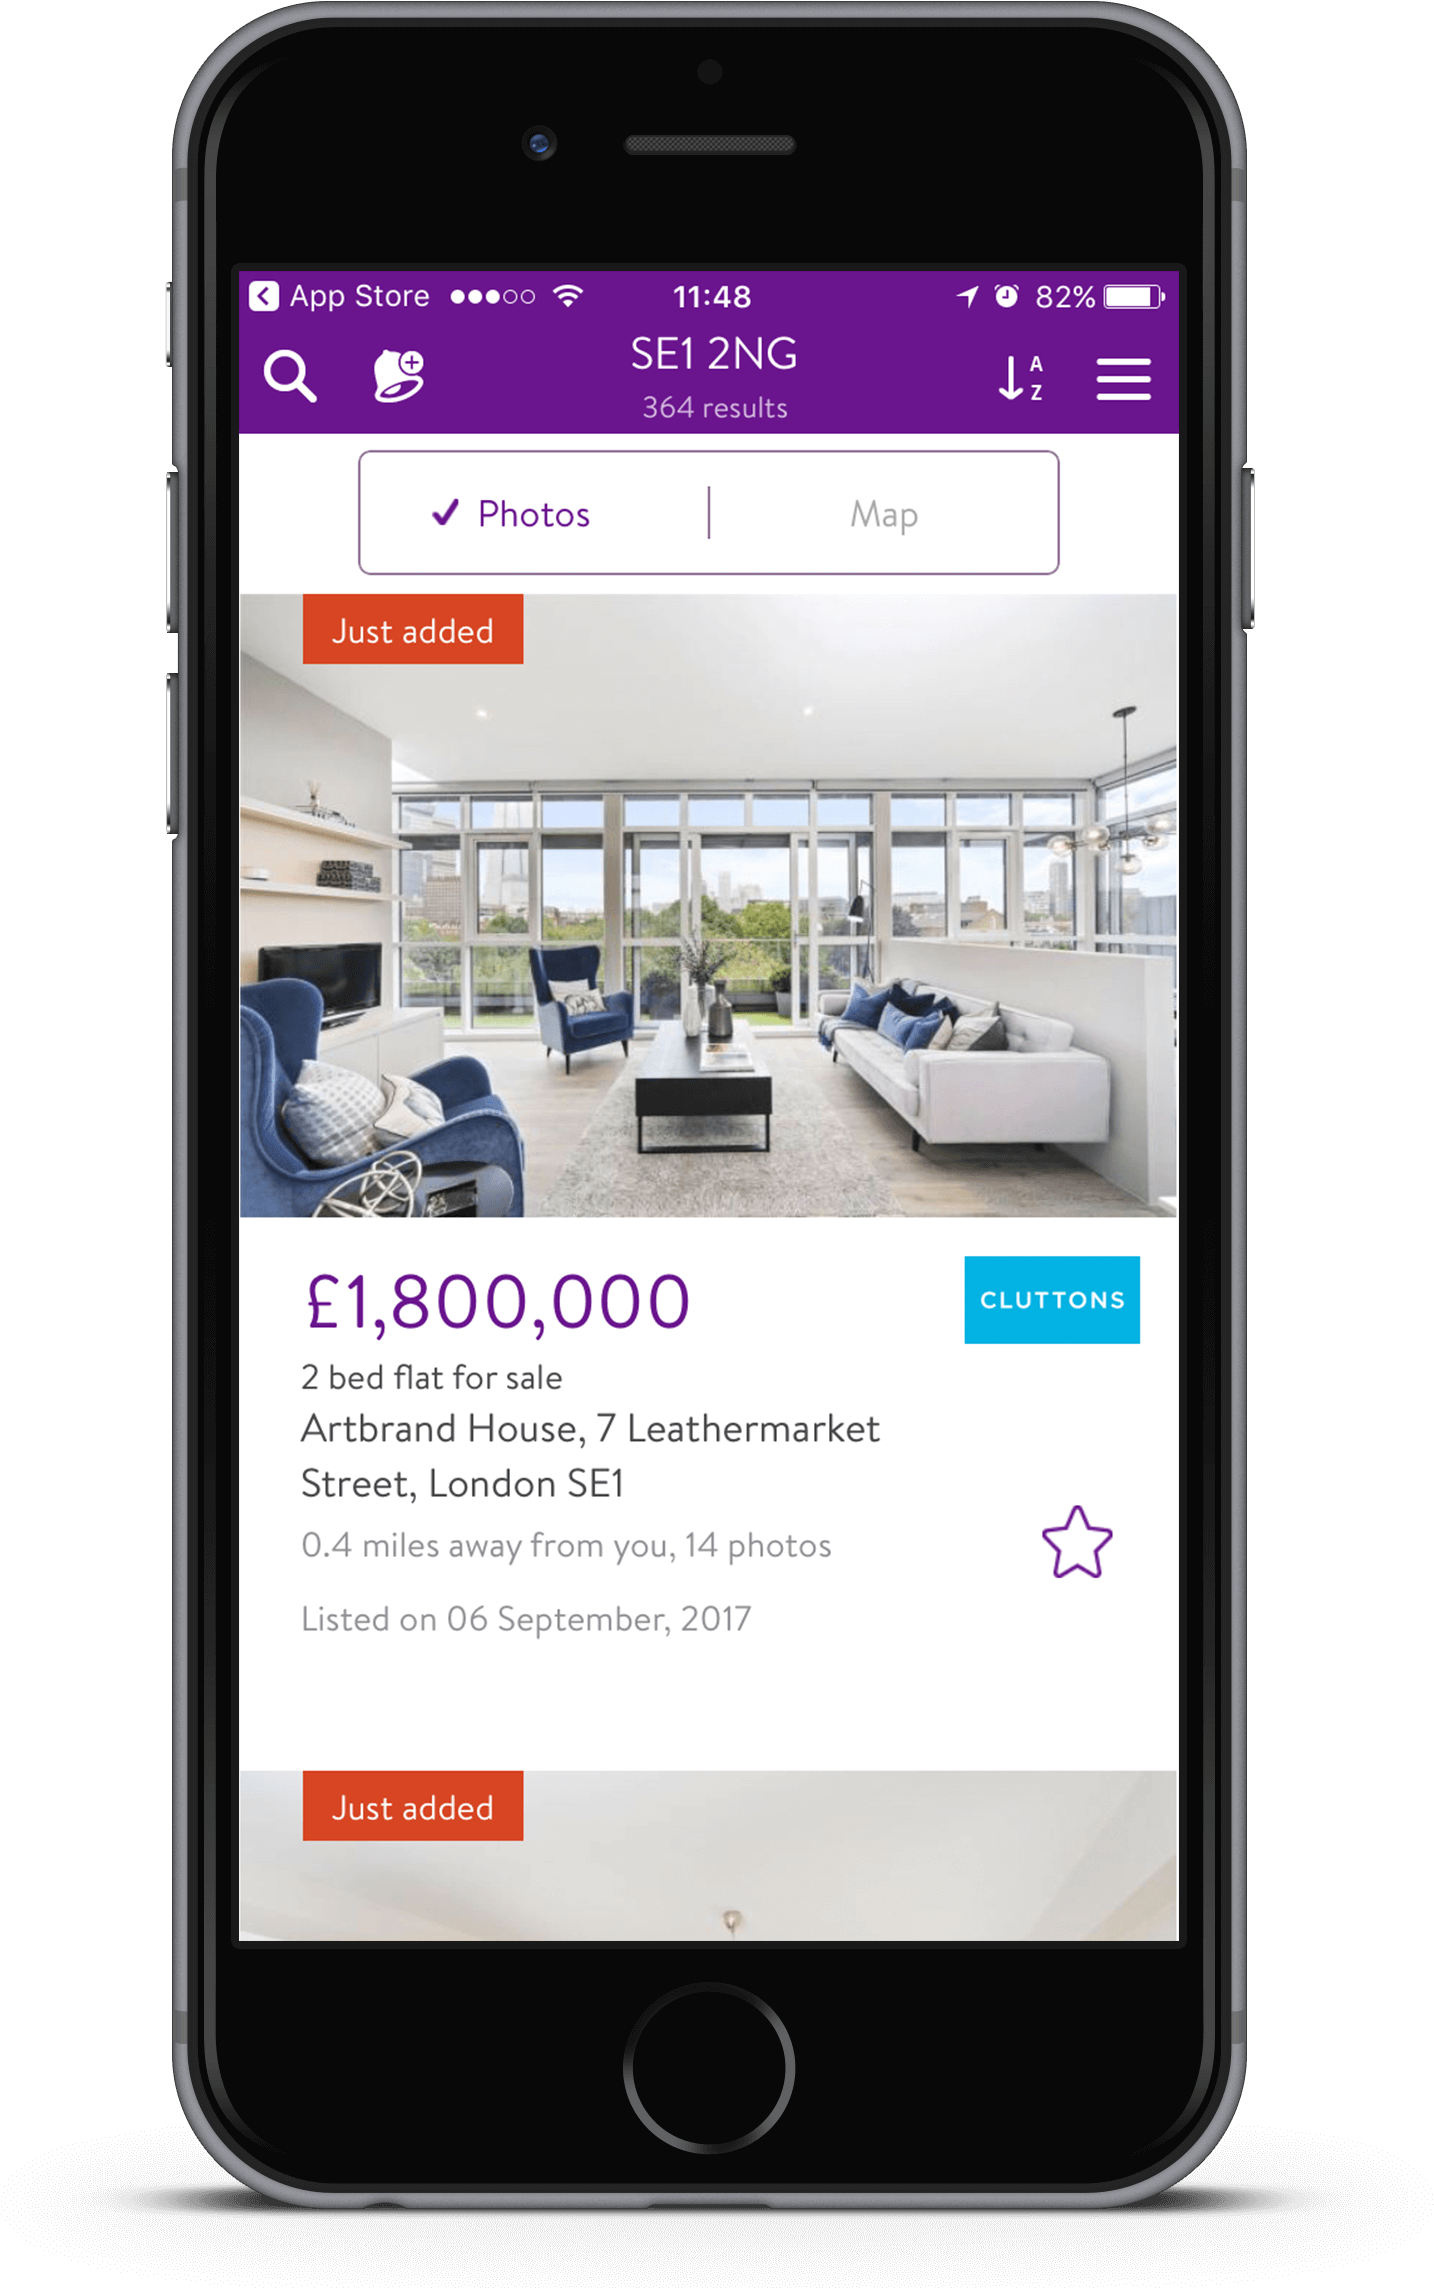 App Store 11:48 82%
SE1 2NG
364 results
A
Z
Photos Map
Just added
£1,800,000
CLUTTONS
2 bed flat for sale
Artbrand House, 7 Leathermarket
Street, London SE1
0.4 miles away from you, 14 photos
Listed on 06 September, 2017
Just added